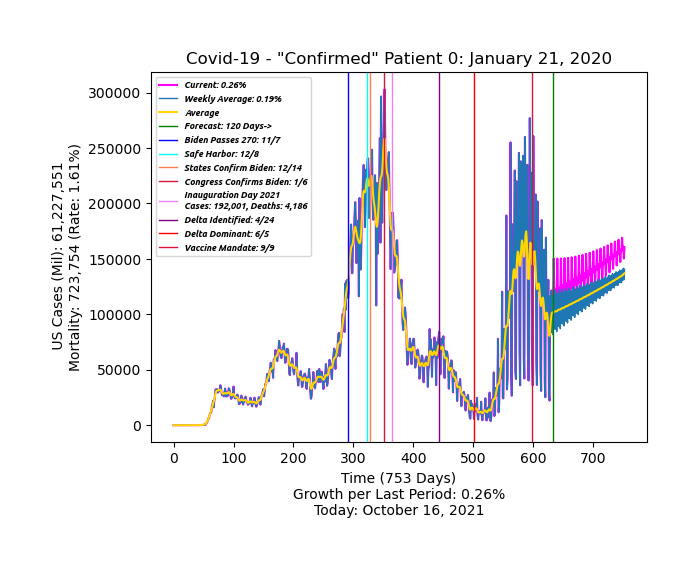 Covid-19 - "Confirmed" Patient 0: January 21, 2020
Current: 0.26%
Weekly Average: 0.19%
Average
Forecast: 120 Days->
Biden Passes 270: 11/7
Safe Harbor: 12/8
States Confirm Biden: 12/14
Congress Confirms Biden: 1/6
Inauguration Day 2021
Cases: 192,001, Deaths: 4,186
Delta Identified: 4/24
Delta Dominant: 6/5
Vaccine Mandate: 9/9
US Cases (Mil): 61,227,551
Mortality: 723,754 (Rate: 1.61%)
300000
250000
200000
150000
100000
50000
0
0 100 200 300 400 500 600 700
Time (753 Days)
Growth per Last Period: 0.26%
Today: October 16, 2021